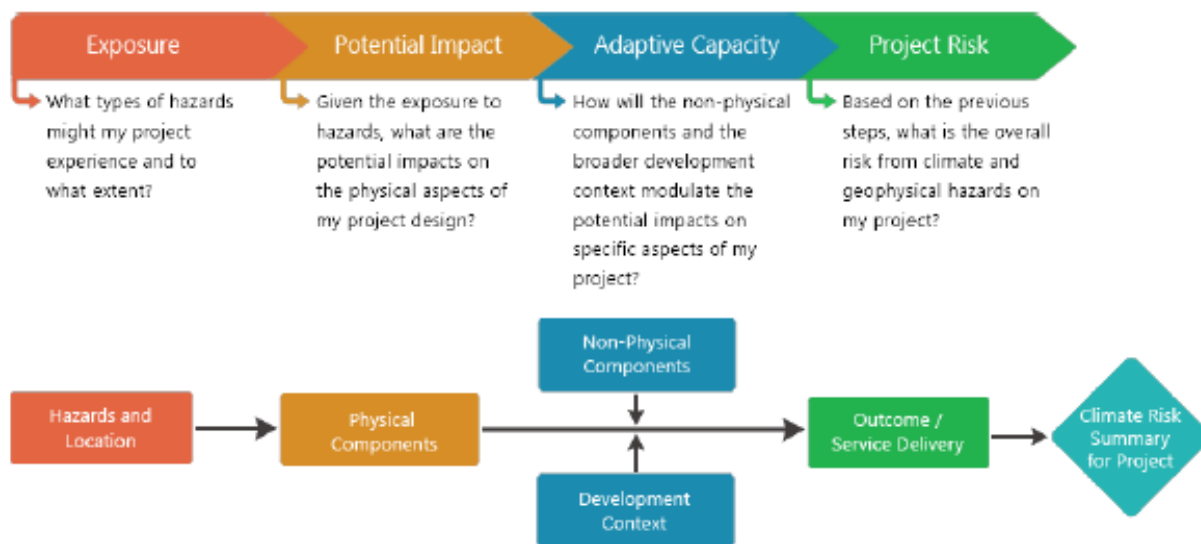 Exposure
Potential Impact
Adaptive Capacity
Project Risk
What types of hazards
might my project
experience and to
what extent?
Given the exposure to
hazards, what are the
potential impacts on
the physical aspects of
my project design?
How will the non-physical
components and the
broader development
context modulate the
potential impacts on
specific aspects of my
project?
Based on the previous
steps, what is the overall
risk from climate and
geophysical hazards on
my project?
Non-Physical
Components
Hazards and
Location
Physical
Components
Outcome /
Service Delivery
Climate Risk
Summary
for Project
Development
Context